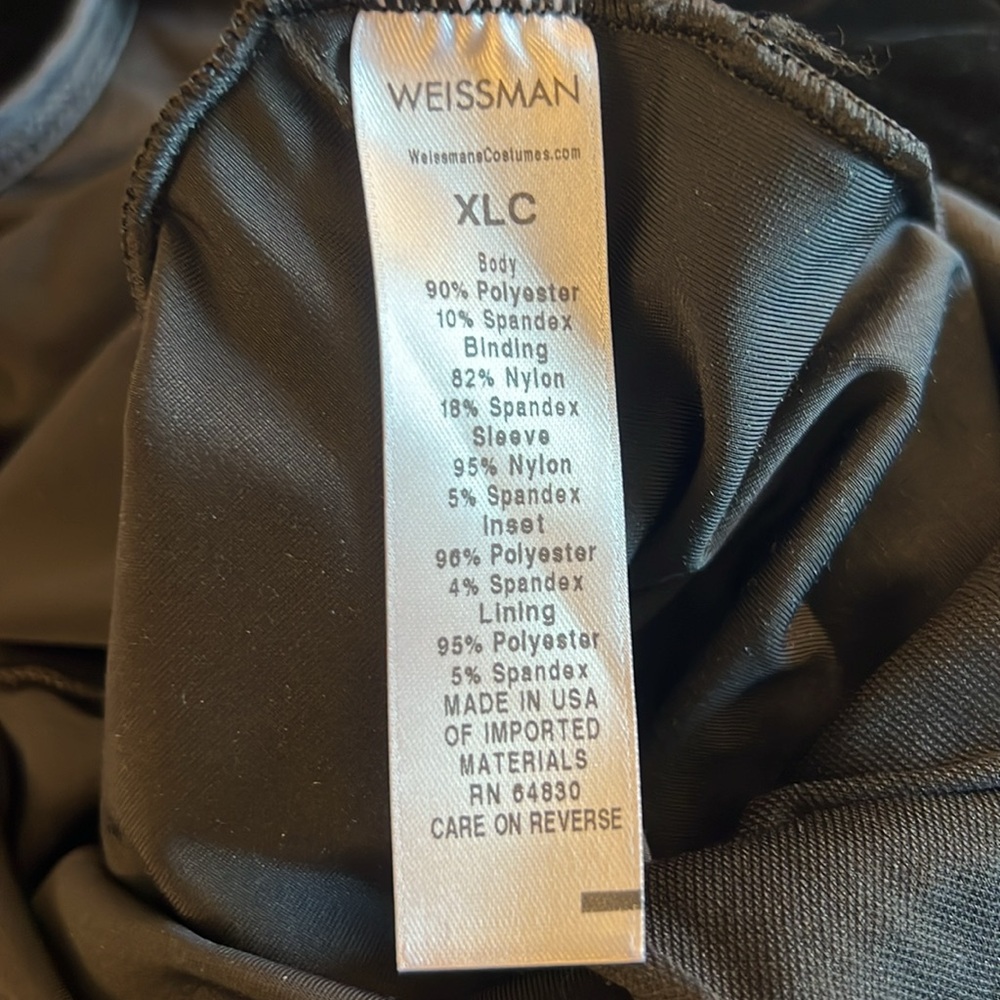 WEISSMAN
WeissmansCostumes.com
XLC
Body
90% Polyester
10% Spandex
Binding
82% Nylon
18% Spandex
Sleeve
95% Nylon
5% Spandex
Inset
96% Polyester
4% Spandex
Lining
95% Polyester
5% Spandex
MADE IN USA
OF IMPORTED
MATERIALS
RN 64830
CARE ON REVERSE